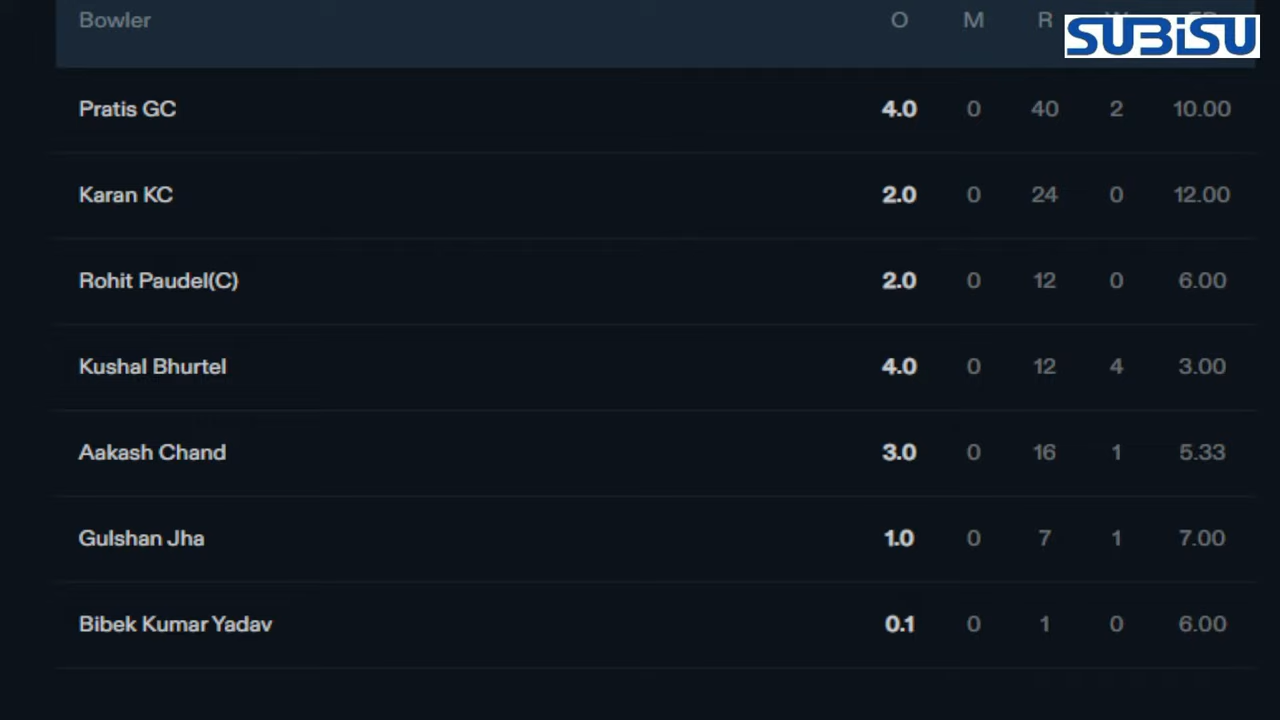 Bowler O M R
SUBISU
Pratis GC 4.0 0 40 2 10.00
Karan KC 2.0 0 24 0 12.00
Rohit Paudel(C) 2.0 0 12 0 6.00
Kushal Bhurtel 4.0 0 12 4 3.00
Aakash Chand 3.0 0 16 1 5.33
Gulshan Jha 1.0 0 7 1 7.00
Bibek Kumar Yadav 0.1 0 1 0 6.00